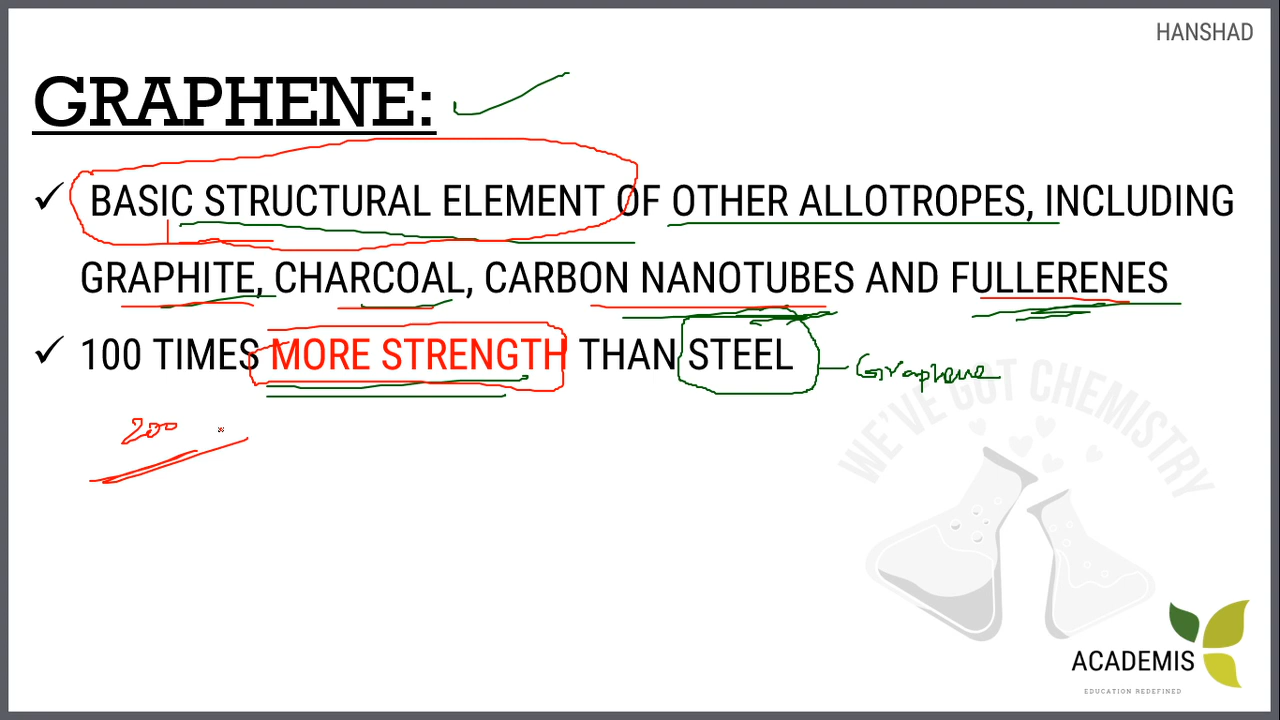 HANSHAD
GRAPHENE:
✓ BASIC STRUCTURAL ELEMENT OF OTHER ALLOTROPES, INCLUDING
GRAPHITE, CHARCOAL, CARBON NANOTUBES AND FULLERENES
✓ 100 TIMES MORE STRENGTH THAN STEEL
Graphene
200
WE'VE GOT CHEMISTRY
ACADEMIS
EDUCATION REDEFINED